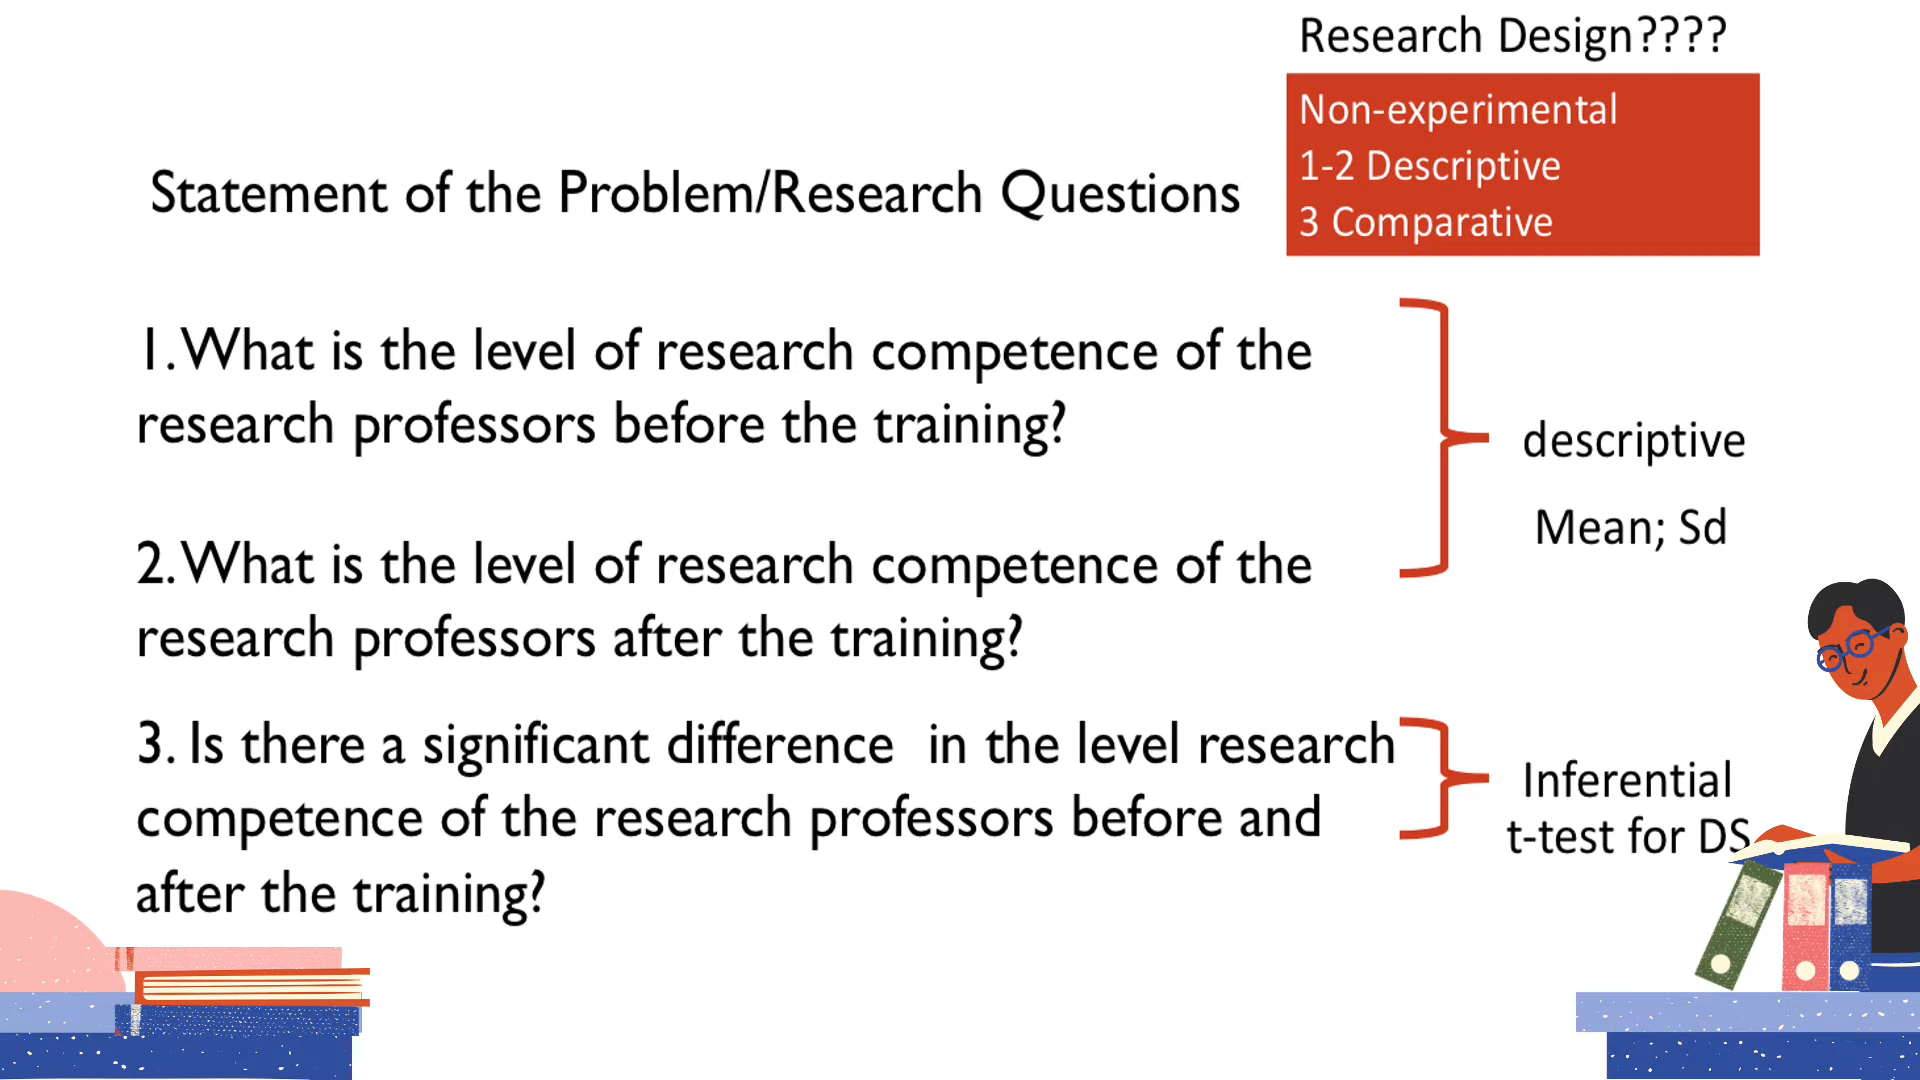 Research Design????
Non-experimental
1-2 Descriptive
3 Comparative
Statement of the Problem/Research Questions
1. What is the level of research competence of the
research professors before the training?
descriptive
Mean; Sd
2. What is the level of research competence of the
research professors after the training?
3. Is there a significant difference  in the level research
competence of the research professors before and
after the training?
Inferential
t-test for DS